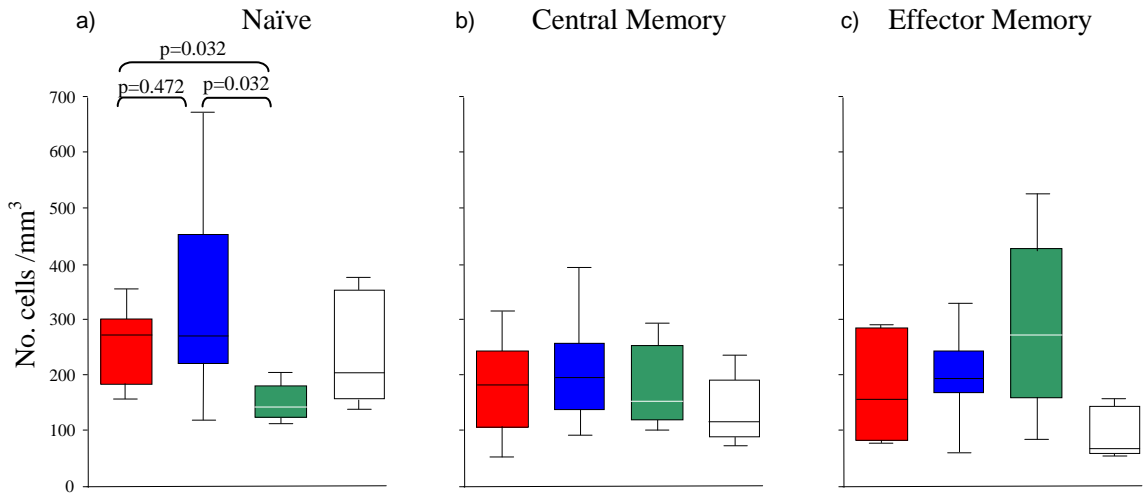 a) Naïve b) Central Memory c) Effector Memory
p=0.032
p=0.472 p=0.032
700
600
500
400
300
200
100
0
No. cells /mm³